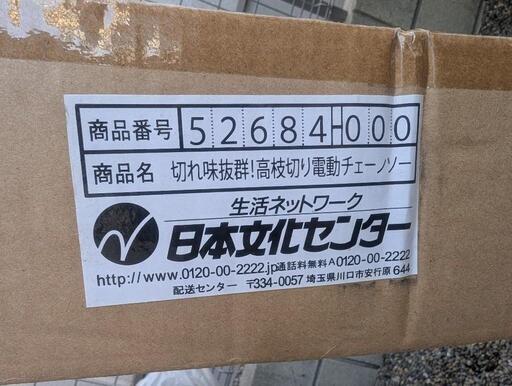 商品番号 52684-000
商品名 切れ味抜群!高枝切り電動チェーンソー
生活ネットワーク
日本文化センター
http://www.0120-00-2222.jp 通話料無料 0120-00-2222
配送センター 〒334-0057 埼玉県川口市安行原644